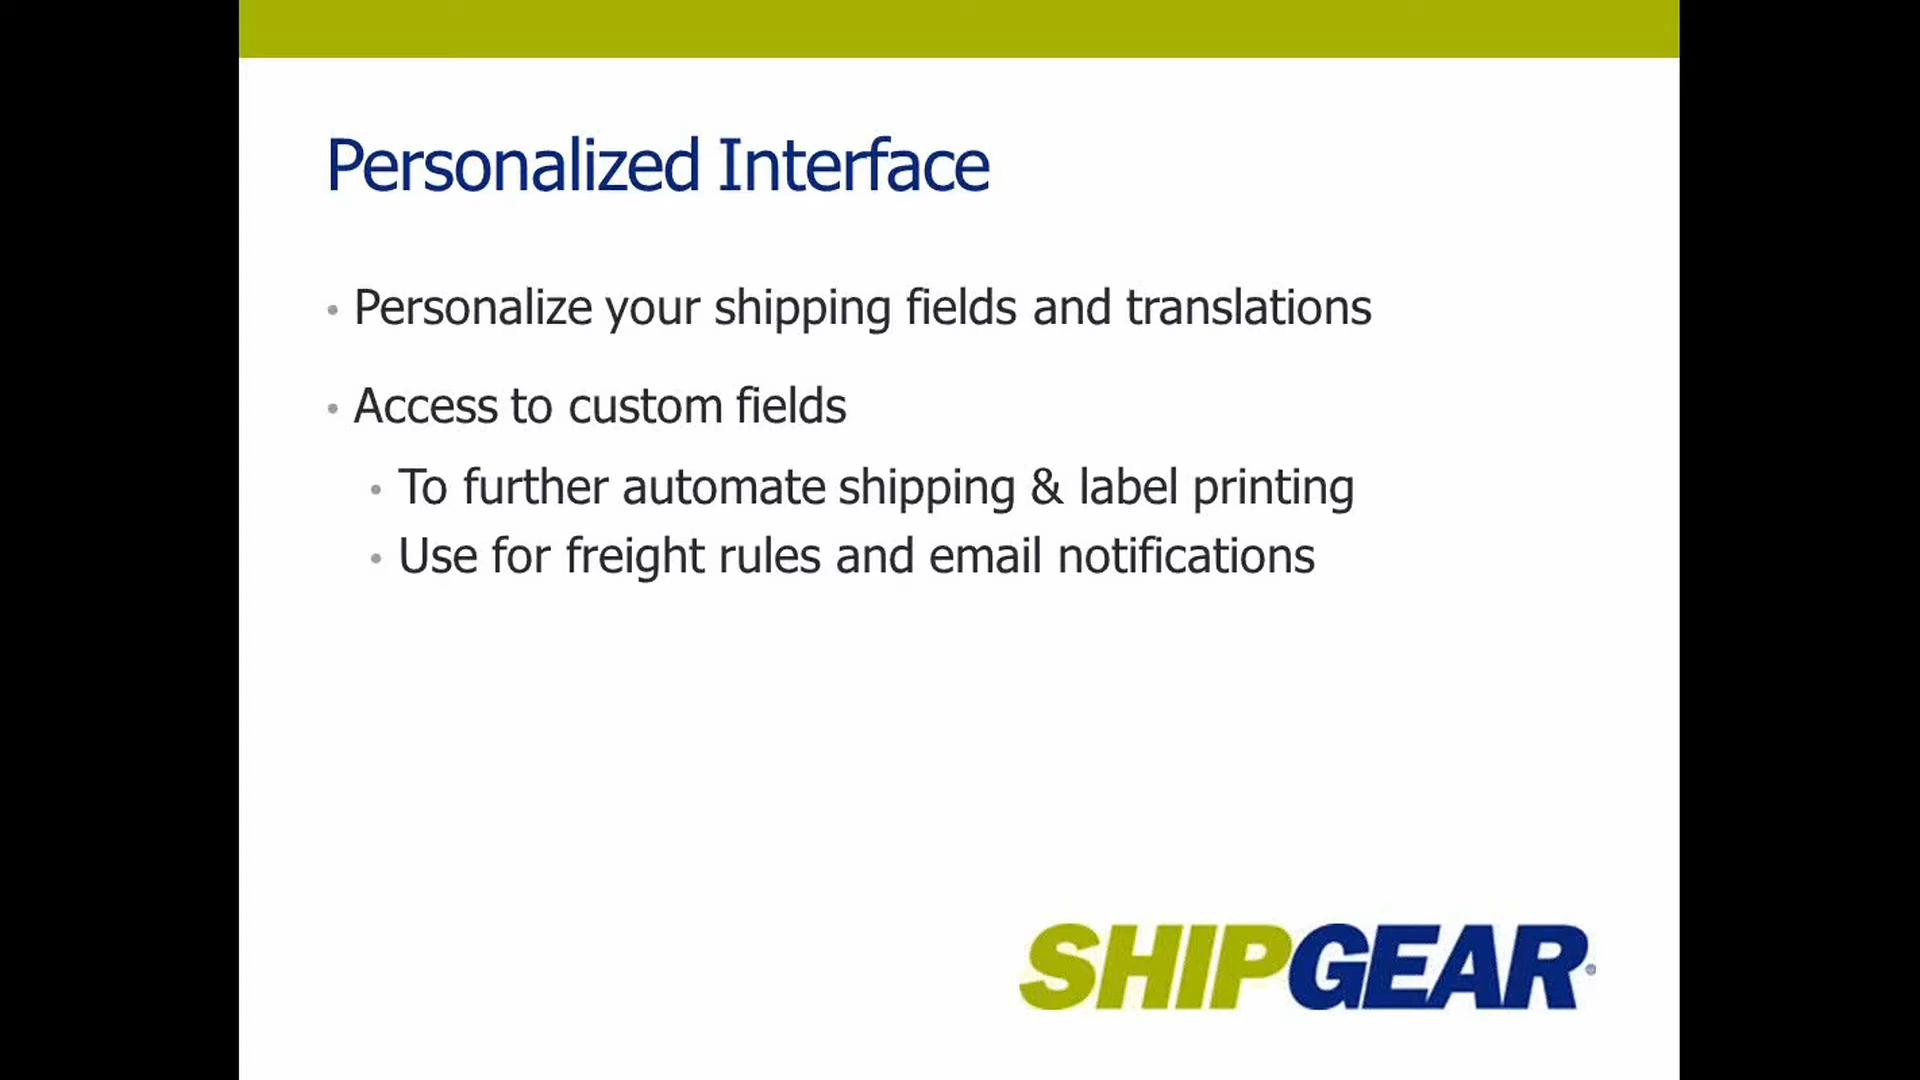 Personalized Interface
• Personalize your shipping fields and translations
• Access to custom fields
• To further automate shipping & label printing
• Use for freight rules and email notifications
SHIPGEAR®